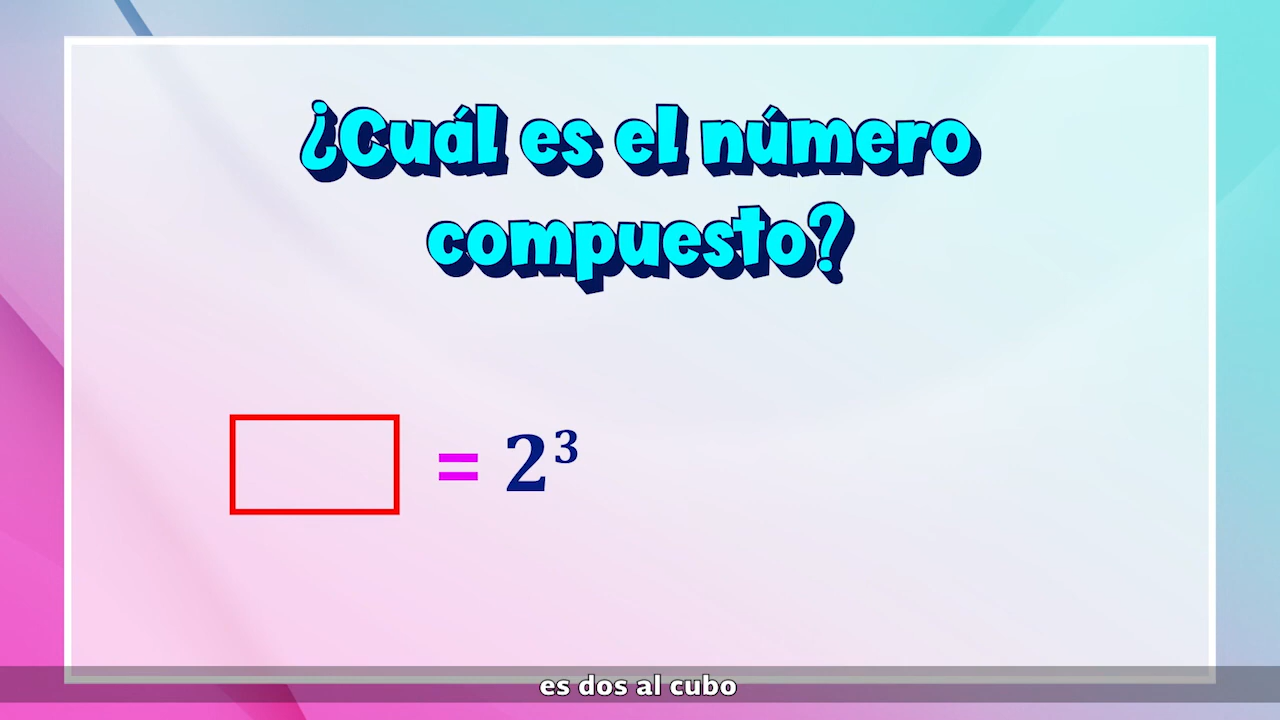 ¿Cuál es el número
compuesto?
= 2³
es dos al cubo